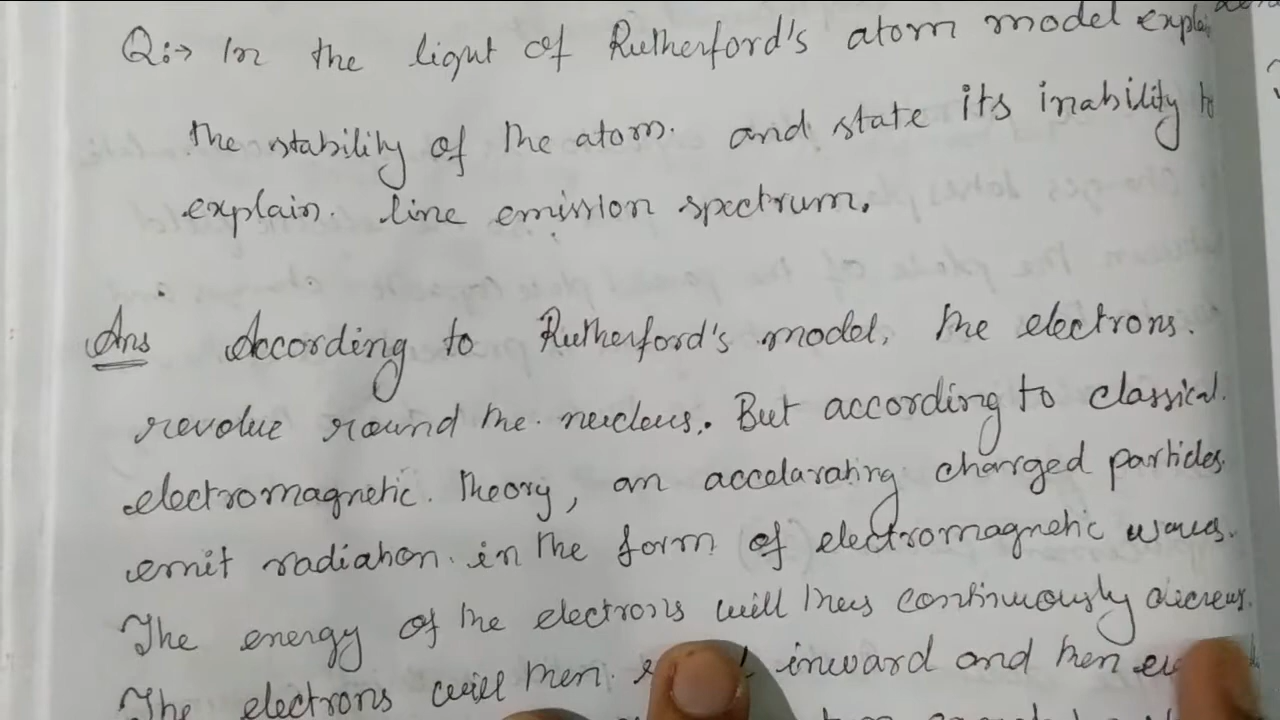 Q:→ In the light of Rutherford's atom model
the stability of the atom. and state its inability to
explain. line emission spectrum.
Ans According to Rutherford's model, the electrons.
revolve round the nucleus. But according to classical.
electromagnetic. theory, an accelarating charged particles.
emit radiation. in the form of electromagnetic waves.
The energy of the electrons will thus continuously
The electrons will then inward and then